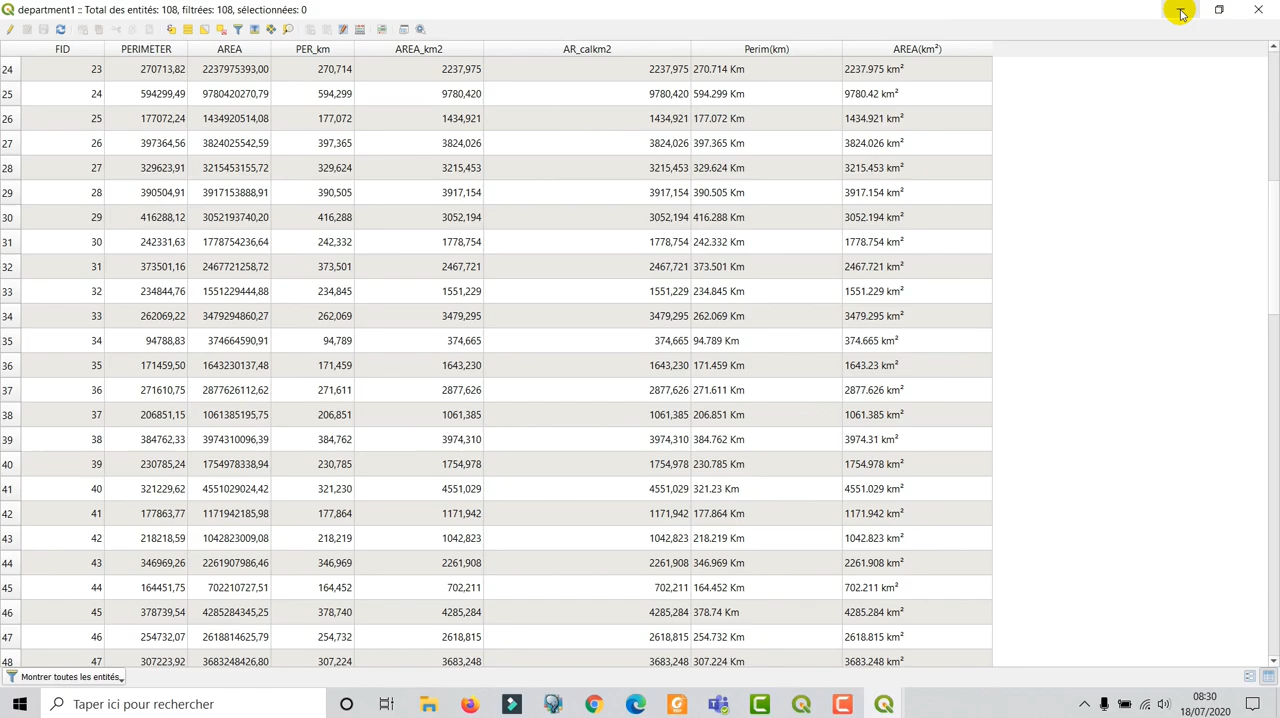 department1 :: Total des entités: 108, filtrées: 108, sélectionnées: 0
FID PERIMETER AREA PER_km AREA_km2 AR_calkm2 Perim(km) AREA(km²)
24 23 270713,82 2237975393,00 270,714 2237,975 2237,975 270.714 Km 2237.975 km²
25 24 594299,49 9780420270,79 594,299 9780,420 9780,420 594.299 Km 9780.42 km²
26 25 177072,24 1434920514,08 177,072 1434,921 1434,921 177.072 Km 1434.921 km²
27 26 397364,56 3824025542,59 397,365 3824,026 3824,026 397.365 Km 3824.026 km²
28 27 329623,91 3215453155,72 329,624 3215,453 3215,453 329.624 Km 3215.453 km²
29 28 390504,91 3917153888,91 390,505 3917,154 3917,154 390.505 Km 3917.154 km²
30 29 416288,12 3052193740,20 416,288 3052,194 3052,194 416.288 Km 3052.194 km²
31 30 242331,63 1778754236,64 242,332 1778,754 1778,754 242.332 Km 1778.754 km²
32 31 373501,16 2467721258,72 373,501 2467,721 2467,721 373.501 Km 2467.721 km²
33 32 234844,76 1551229444,88 234,845 1551,229 1551,229 234.845 Km 1551.229 km²
34 33 262069,22 3479294860,27 262,069 3479,295 3479,295 262.069 Km 3479.295 km²
35 34 94788,83 374664590,91 94,789 374,665 374,665 94.789 Km 374.665 km²
36 35 171459,50 1643230137,48 171,459 1643,230 1643,230 171.459 Km 1643.23 km²
37 36 271610,75 2877626112,62 271,611 2877,626 2877,626 271.611 Km 2877.626 km²
38 37 206851,15 1061385195,75 206,851 1061,385 1061,385 206.851 Km 1061.385 km²
39 38 384762,33 3974310096,39 384,762 3974,310 3974,310 384.762 Km 3974.31 km²
40 39 230785,24 1754978338,94 230,785 1754,978 1754,978 230.785 Km 1754.978 km²
41 40 321229,62 4551029024,42 321,230 4551,029 4551,029 321.23 Km 4551.029 km²
42 41 177863,77 1171942185,98 177,864 1171,942 1171,942 177.864 Km 1171.942 km²
43 42 218218,59 1042823009,08 218,219 1042,823 1042,823 218.219 Km 1042.823 km²
44 43 346969,26 2261907986,46 346,969 2261,908 2261,908 346.969 Km 2261.908 km²
45 44 164451,75 702210727,51 164,452 702,211 702,211 164.452 Km 702.211 km²
46 45 378739,54 4285284345,25 378,740 4285,284 4285,284 378.74 Km 4285.284 km²
47 46 254732,07 2618814625,79 254,732 2618,815 2618,815 254.732 Km 2618.815 km²
48 47 307223,92 3683248426,80 307,224 3683,248 3683,248 307.224 Km 3683.248 km²
Montrer toutes les entités
Taper ici pour rechercher
08:30
18/07/2020